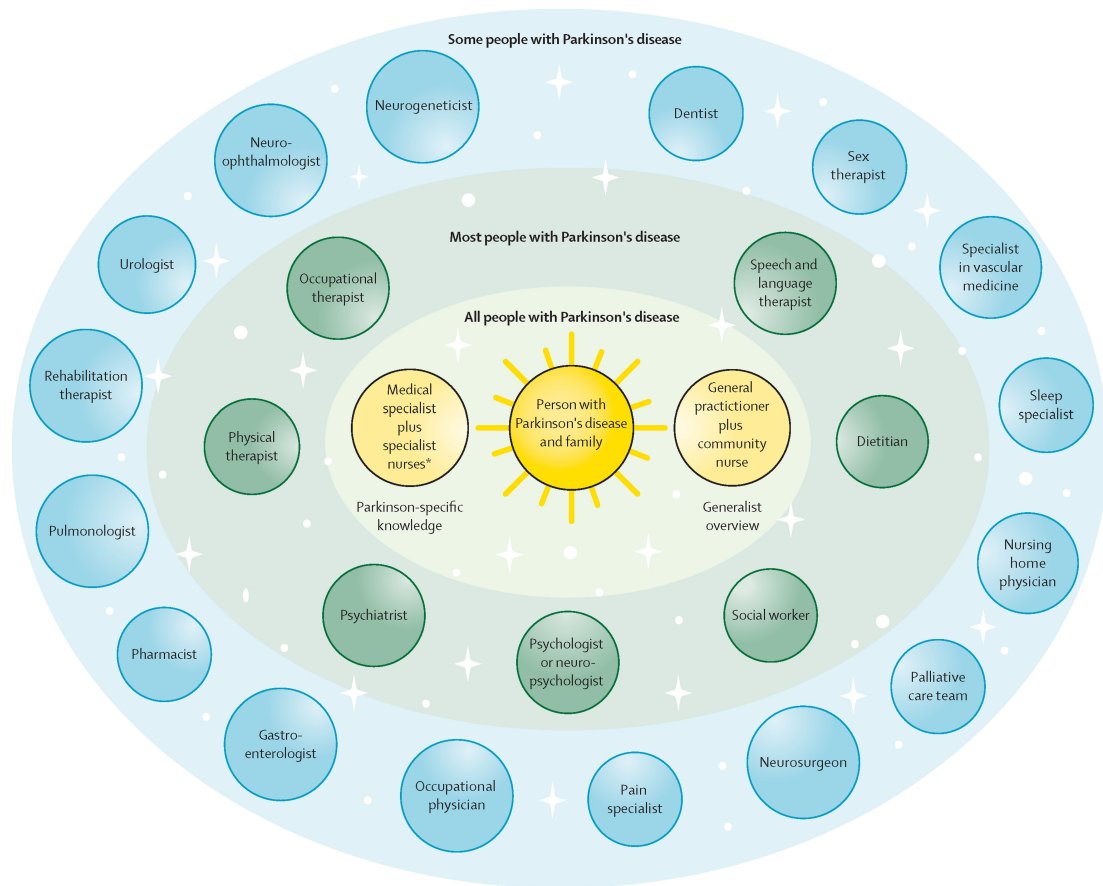 Some people with Parkinson's disease
Neurogeneticist
Dentist
Neuro-
ophthalmologist
Sex
therapist
Urologist
Specialist
in vascular
medicine
Rehabilitation
therapist
Sleep
specialist
Pulmonologist
Nursing
home
physician
Pharmacist
Palliative
care team
Gastro-
enterologist
Neurosurgeon
Occupational
physician
Pain
specialist
Most people with Parkinson's disease
Occupational
therapist
Speech and
language
therapist
Physical
therapist
Dietitian
Psychiatrist
Social worker
Psychologist
or neuro-
psychologist
All people with Parkinson's disease
Medical
specialist
plus
specialist
nurses*
Person with
Parkinson's disease
and family
General
practictioner
plus
community
nurse
Parkinson-specific
knowledge
Generalist
overview